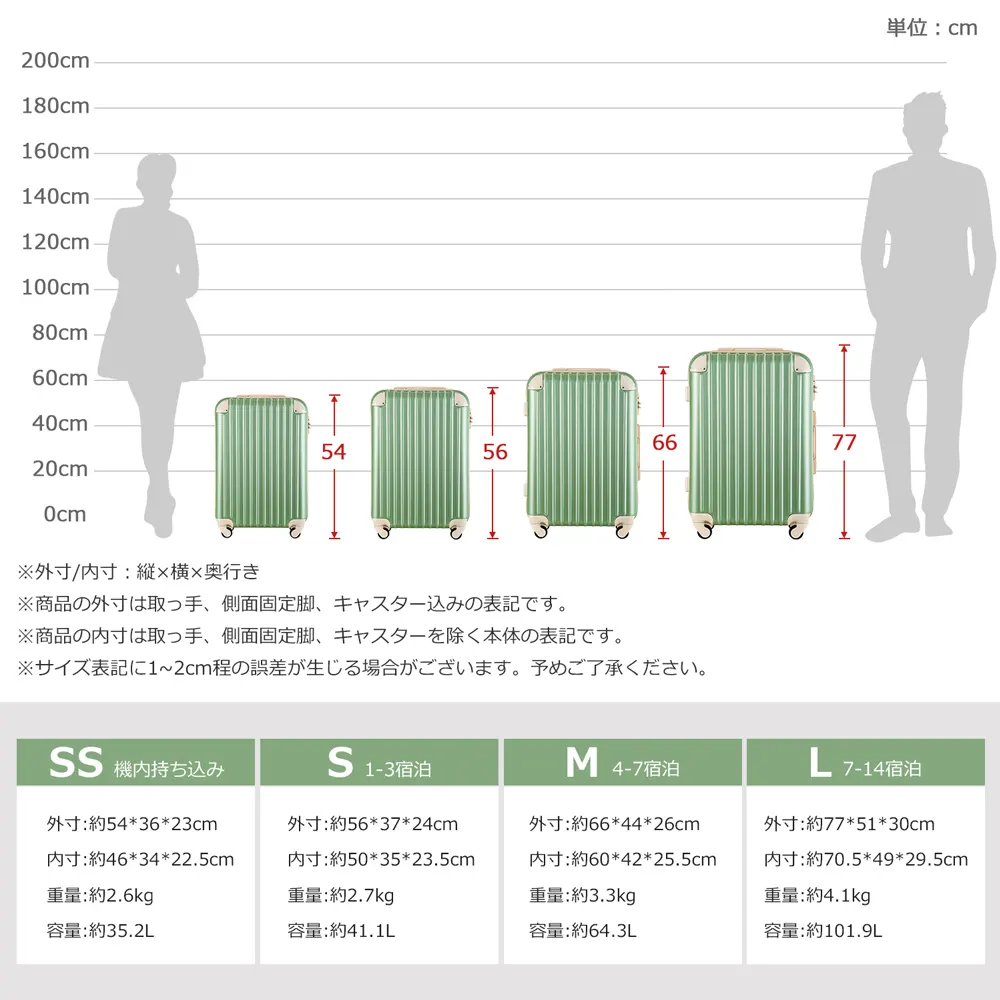 単位：cm
200cm
180cm
160cm
140cm
120cm
100cm
80cm
60cm
40cm
20cm
0cm
54
56
66
77
※外寸/内寸：縦×横×奥行き
※商品の外寸は取っ手、側面固定脚、キャスター込みの表記です。
※商品の内寸は取っ手、側面固定脚、キャスターを除く本体の表記です。
※サイズ表記に1~2cm程の誤差が生じる場合がございます。予めご了承ください。
SS 機内持ち込み
外寸:約54*36*23cm
内寸:約46*34*22.5cm
重量:約2.6kg
容量:約35.2L
S 1-3宿泊
外寸:約56*37*24cm
内寸:約50*35*23.5cm
重量:約2.7kg
容量:約41.1L
M 4-7宿泊
外寸:約66*44*26cm
内寸:約60*42*25.5cm
重量:約3.3kg
容量:約64.3L
L 7-14宿泊
外寸:約77*51*30cm
内寸:約70.5*49*29.5cm
重量:約4.1kg
容量:約101.9L